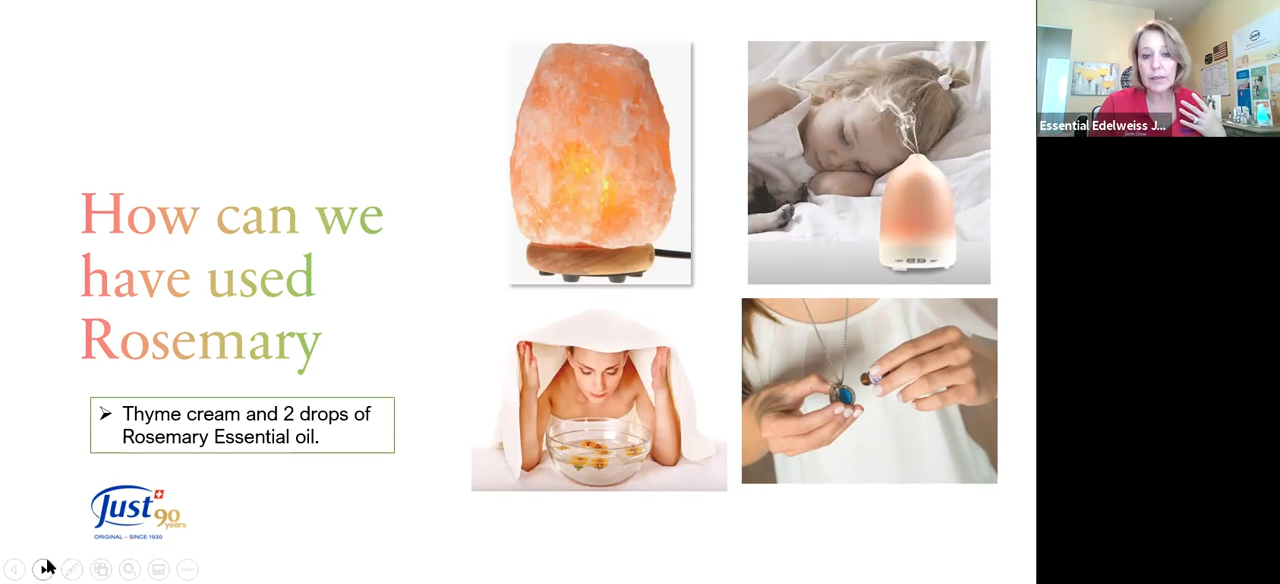 How can we
have used
Rosemary
➢ Thyme cream and 2 drops of
Rosemary Essential oil.
Just
90
years
ORIGINAL - SINCE 1930
Essential Edelweiss J...